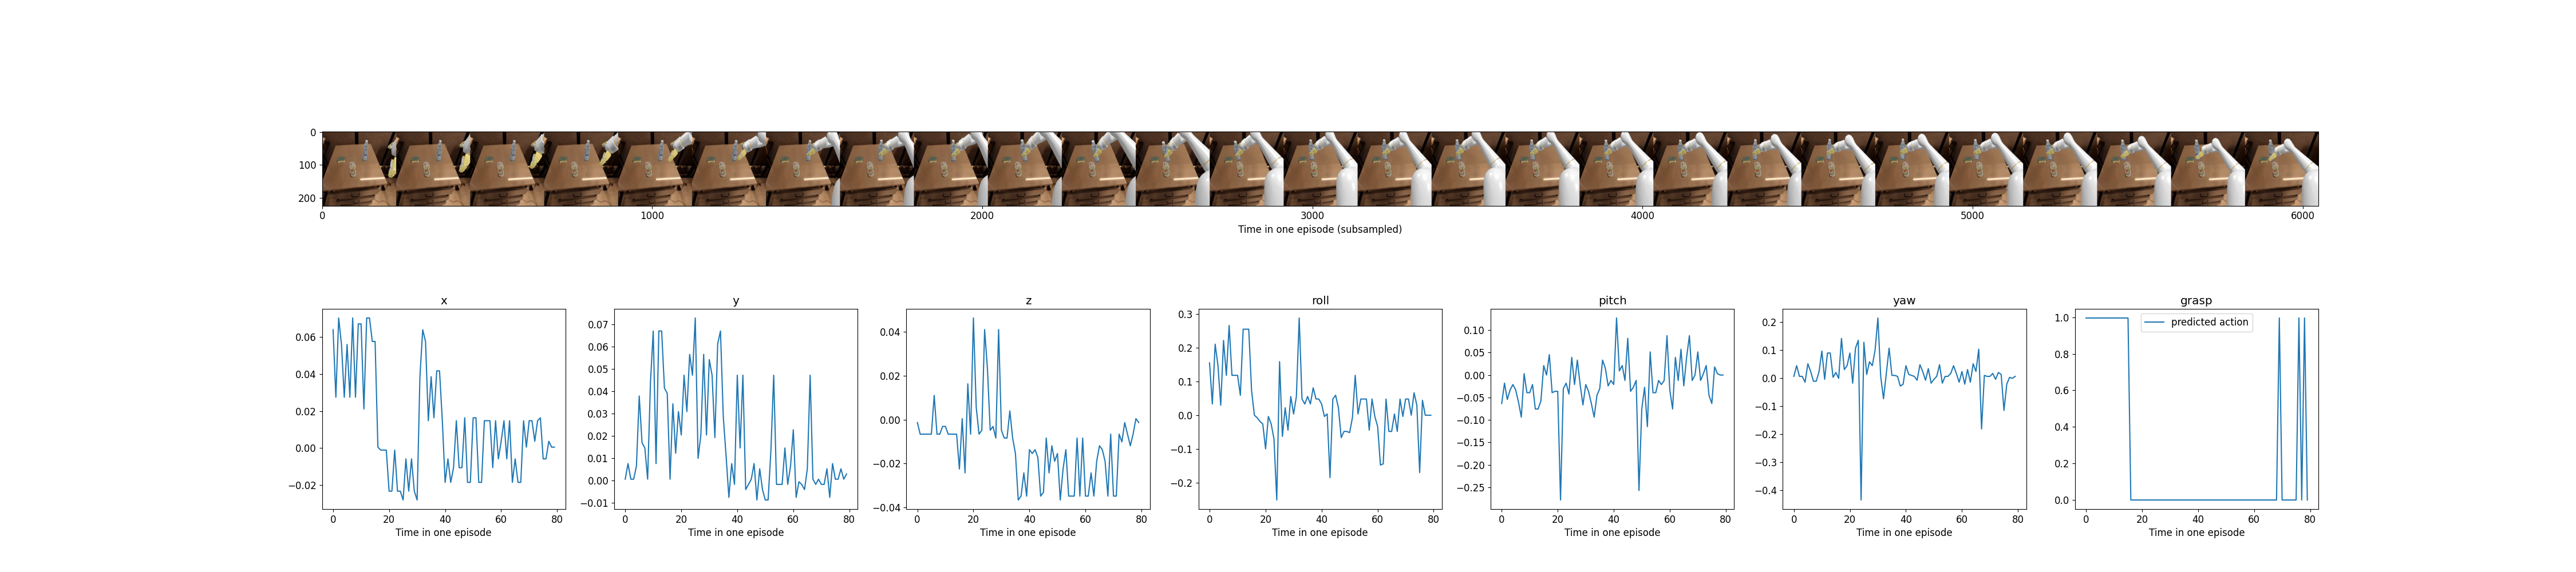 0
100
200
0 1000 2000 3000 4000 5000 6000
Time in one episode (subsampled)
x
0.06
0.04
0.02
0.00
−0.02
0 20 40 60 80
Time in one episode
y
0.07
0.06
0.05
0.04
0.03
0.02
0.01
0.00
−0.01
0 20 40 60 80
Time in one episode
z
0.04
0.02
0.00
−0.02
−0.04
0 20 40 60 80
Time in one episode
roll
0.3
0.2
0.1
0.0
−0.1
−0.2
0 20 40 60 80
Time in one episode
pitch
0.10
0.05
0.00
−0.05
−0.10
−0.15
−0.20
−0.25
0 20 40 60 80
Time in one episode
yaw
0.2
0.1
0.0
−0.1
−0.2
−0.3
−0.4
0 20 40 60 80
Time in one episode
grasp
predicted action
1.0
0.8
0.6
0.4
0.2
0.0
0 20 40 60 80
Time in one episode